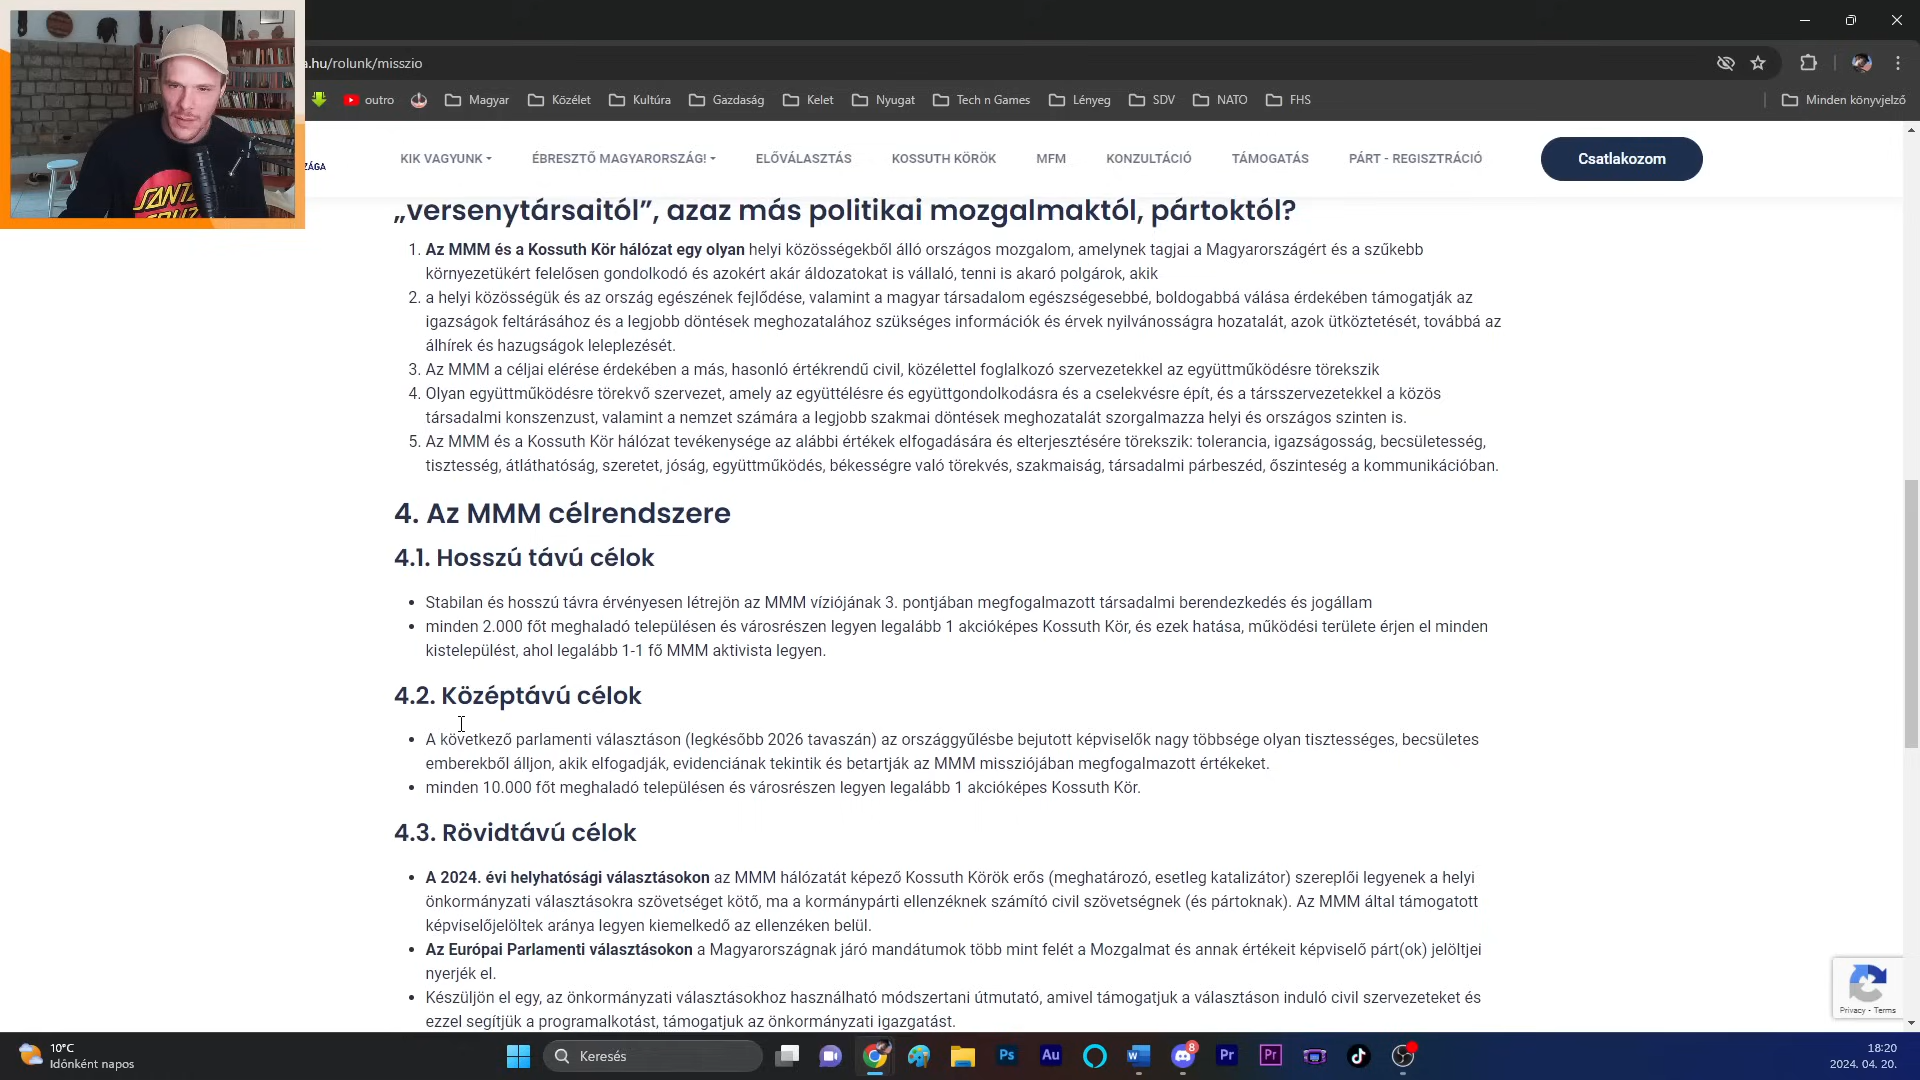 a.hu/rolunk/misszio
outro
Magyar
Közélet
Kultúra
Gazdaság
Kelet
Nyugat
Tech n Games
Lényeg
SDV
NATO
FHS
Minden könyvjelző
ZÁGA
KIK VAGYUNK
ÉBRESZTŐ MAGYARORSZÁG!
ELŐVÁLASZTÁS
KOSSUTH KÖRÖK
MFM
KONZULTÁCIÓ
TÁMOGATÁS
PÁRT - REGISZTRÁCIÓ
Csatlakozom
SANTA
CRUZ
„versenytársaitól”, azaz más politikai mozgalmaktól, pártoktól?
1. Az MMM és a Kossuth Kör hálózat egy olyan helyi közösségekből álló országos mozgalom, amelynek tagjai a Magyarországért és a szűkebb
környezetükért felelősen gondolkodó és azokért akár áldozatokat is vállaló, tenni is akaró polgárok, akik
2. a helyi közösségük és az ország egészének fejlődése, valamint a magyar társadalom egészségesebbé, boldogabbá válása érdekében támogatják az
igazságok feltárásához és a legjobb döntések meghozatalához szükséges információk és érvek nyilvánosságra hozatalát, azok ütköztetését, továbbá az
álhírek és hazugságok leleplezését.
3. Az MMM a céljai elérése érdekében a más, hasonló értékrendű civil, közélettel foglalkozó szervezetekkel az együttműködésre törekszik
4. Olyan együttműködésre törekvő szervezet, amely az együttélésre és együttgondolkodásra és a cselekvésre épít, és a társszervezetekkel a közös
társadalmi konszenzust, valamint a nemzet számára a legjobb szakmai döntések meghozatalát szorgalmazza helyi és országos szinten is.
5. Az MMM és a Kossuth Kör hálózat tevékenysége az alábbi értékek elfogadására és elterjesztésére törekszik: tolerancia, igazságosság, becsületesség,
tisztesség, átláthatóság, szeretet, jóság, együttműködés, békességre való törekvés, szakmaiság, társadalmi párbeszéd, őszinteség a kommunikációban.
4. Az MMM célrendszere
4.1. Hosszú távú célok
• Stabilan és hosszú távra érvényesen létrejön az MMM víziójának 3. pontjában megfogalmazott társadalmi berendezkedés és jogállam
• minden 2.000 főt meghaladó településen és városrészen legyen legalább 1 akcióképes Kossuth Kör, és ezek hatása, működési területe érjen el minden
kistelepülést, ahol legalább 1-1 fő MMM aktivista legyen.
4.2. Középtávú célok
• A következő parlamenti választáson (legkésőbb 2026 tavaszán) az országgyűlésbe bejutott képviselők nagy többsége olyan tisztességes, becsületes
emberekből álljon, akik elfogadják, evidenciának tekintik és betartják az MMM missziójában megfogalmazott értékeket.
• minden 10.000 főt meghaladó településen és városrészen legyen legalább 1 akcióképes Kossuth Kör.
4.3. Rövidtávú célok
• A 2024. évi helyhatósági választásokon az MMM hálózatát képező Kossuth Körök erős (meghatározó, esetleg katalizátor) szereplői legyenek a helyi
önkormányzati választásokra szövetséget kötő, ma a kormánypárti ellenzéknek számító civil szövetségnek (és pártoknak). Az MMM által támogatott
képviselőjelöltek aránya legyen kiemelkedő az ellenzéken belül.
• Az Európai Parlamenti választásokon a Magyarországnak járó mandátumok több mint felét a Mozgalmat és annak értékeit képviselő párt(ok) jelöltjei
nyerjék el.
• Készüljön el egy, az önkormányzati választásokhoz használható módszertani útmutató, amivel támogatjuk a választáson induló civil szervezeteket és
ezzel segítjük a programalkotást, támogatjuk az önkormányzati igazgatást.
Privacy - Terms
10°C
Időnként napos
Keresés
Ps
Au
W
8
Pr
Pr
18:20
2024. 04. 20.